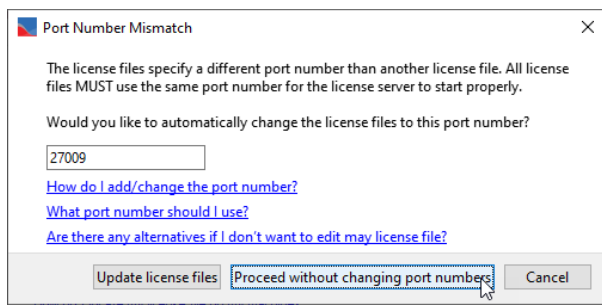 Port Number Mismatch
The license files specify a different port number than another license file. All license
files MUST use the same port number for the license server to start properly.
Would you like to automatically change the license files to this port number?
27009
How do I add/change the port number?
What port number should I use?
Are there any alternatives if I don't want to edit may license file?
Update license files Proceed without changing port numbers Cancel